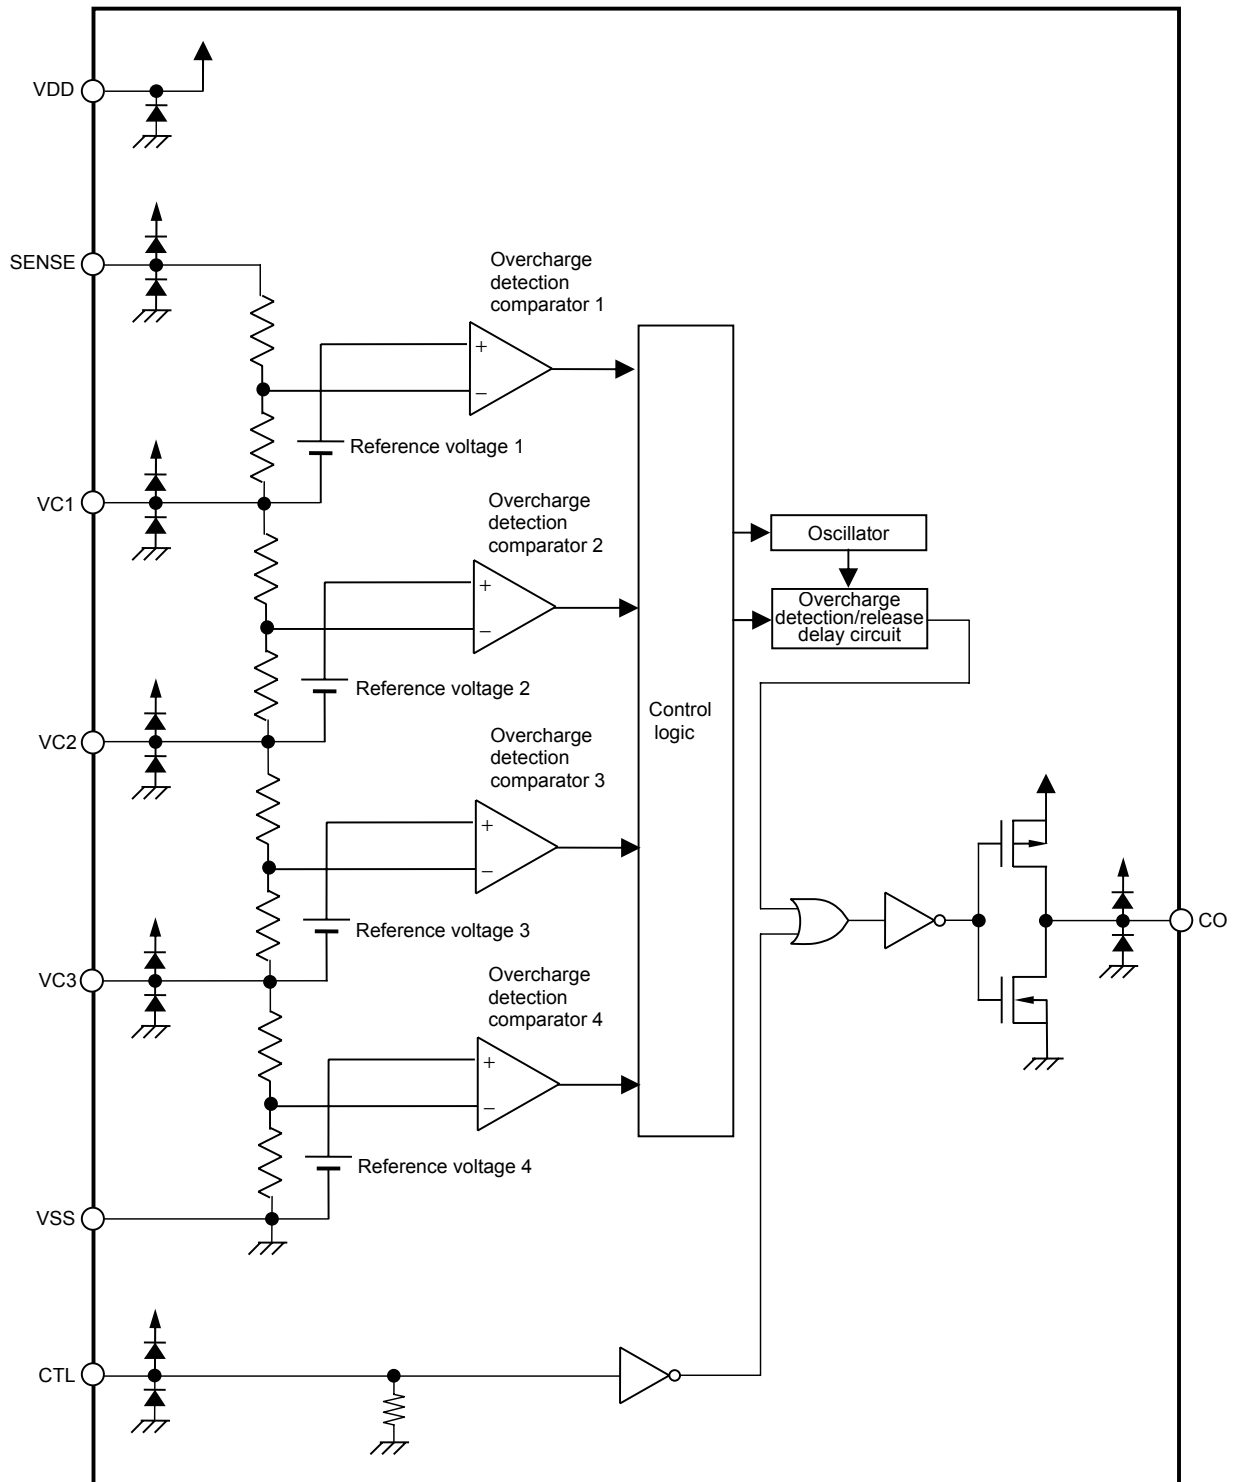 VDD
SENSE
Overcharge
detection
comparator 1
+
−
Reference voltage 1
VC1
Overcharge
detection
comparator 2
+
−
Oscillator
Overcharge
detection/release
delay circuit
Reference voltage 2
Control
logic
VC2
Overcharge
detection
comparator 3
+
−
Reference voltage 3
CO
VC3
Overcharge
detection
comparator 4
+
−
Reference voltage 4
VSS
CTL